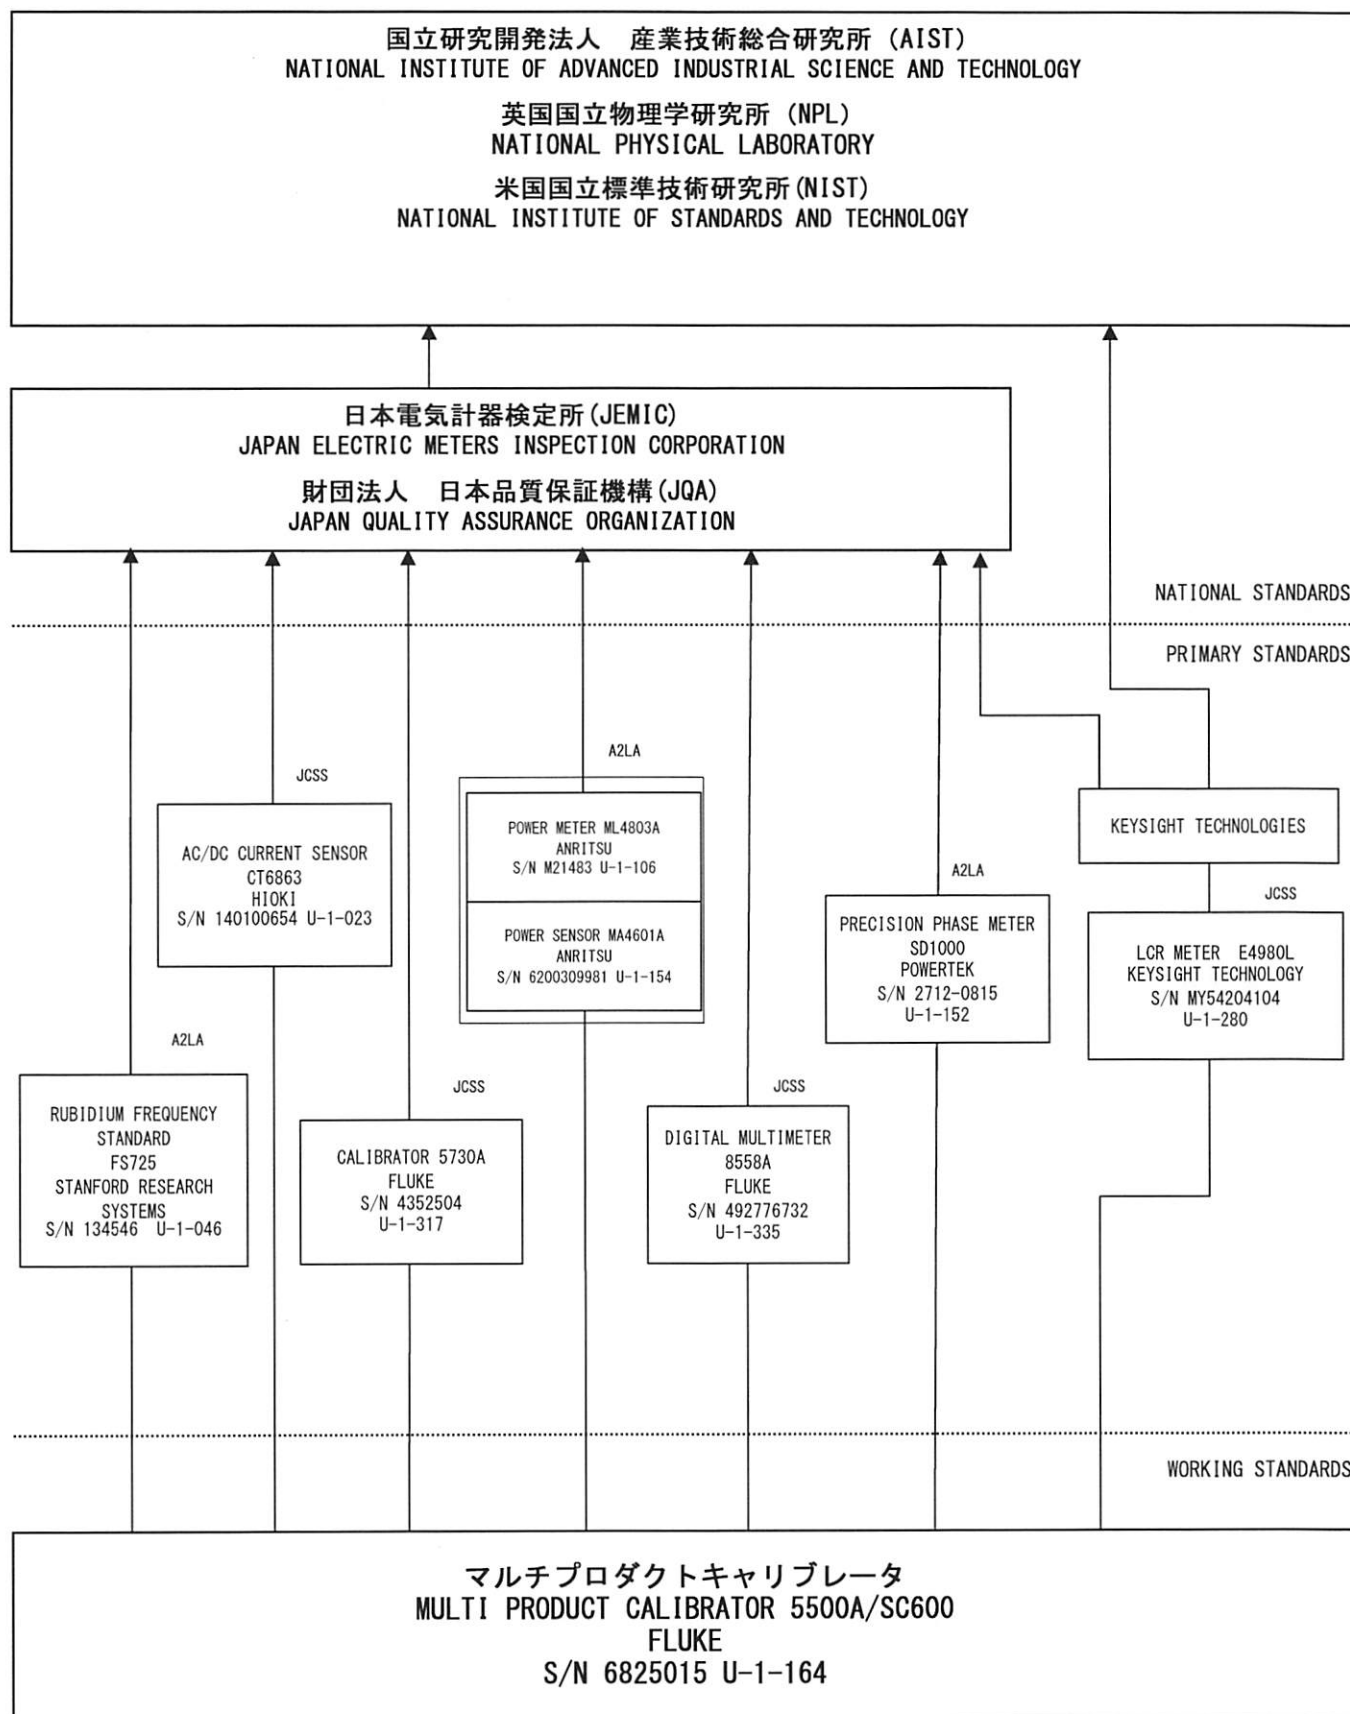 国立研究開発法人　産業技術総合研究所 (AIST)
NATIONAL INSTITUTE OF ADVANCED INDUSTRIAL SCIENCE AND TECHNOLOGY
英国国立物理学研究所 (NPL)
NATIONAL PHYSICAL LABORATORY
米国国立標準技術研究所(NIST)
NATIONAL INSTITUTE OF STANDARDS AND TECHNOLOGY
日本電気計器検定所(JEMIC)
JAPAN ELECTRIC METERS INSPECTION CORPORATION
財団法人　日本品質保証機構(JQA)
JAPAN QUALITY ASSURANCE ORGANIZATION
NATIONAL STANDARDS
PRIMARY STANDARDS
A2LA
RUBIDIUM FREQUENCY
STANDARD
FS725
STANFORD RESEARCH
SYSTEMS
S/N 134546 U-1-046
JCSS
AC/DC CURRENT SENSOR
CT6863
HIOKI
S/N 140100654 U-1-023
JCSS
CALIBRATOR 5730A
FLUKE
S/N 4352504
U-1-317
A2LA
POWER METER ML4803A
ANRITSU
S/N M21483 U-1-106
POWER SENSOR MA4601A
ANRITSU
S/N 6200309981 U-1-154
JCSS
DIGITAL MULTIMETER
8558A
FLUKE
S/N 492776732
U-1-335
A2LA
PRECISION PHASE METER
SD1000
POWERTEK
S/N 2712-0815
U-1-152
KEYSIGHT TECHNOLOGIES
JCSS
LCR METER E4980L
KEYSIGHT TECHNOLOGY
S/N MY54204104
U-1-280
WORKING STANDARDS
マルチプロダクトキャリブレータ
MULTI PRODUCT CALIBRATOR 5500A/SC600
FLUKE
S/N 6825015 U-1-164